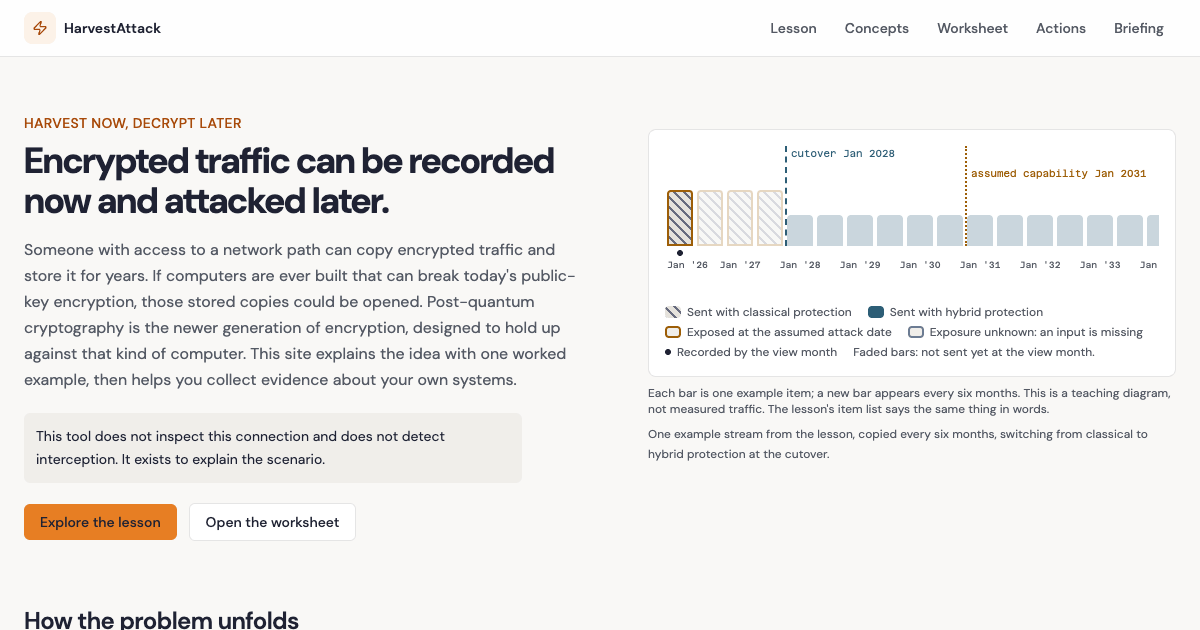 HarvestAttack
Lesson
Concepts
Worksheet
Actions
Briefing
HARVEST NOW, DECRYPT LATER
Encrypted traffic can be recorded
now and attacked later.
Someone with access to a network path can copy encrypted traffic and
store it for years. If computers are ever built that can break today's public-
key encryption, those stored copies could be opened. Post-quantum
cryptography is the newer generation of encryption, designed to hold up
against that kind of computer. This site explains the idea with one worked
example, then helps you collect evidence about your own systems.
This tool does not inspect this connection and does not detect
interception. It exists to explain the scenario.
Explore the lesson
Open the worksheet
cutover Jan 2028
assumed capability Jan 2031
Jan '26 Jan '27 Jan '28 Jan '29 Jan '30 Jan '31 Jan '32 Jan '33 Jan
Sent with classical protection Sent with hybrid protection
Exposed at the assumed attack date Exposure unknown: an input is missing
Recorded by the view month Faded bars: not sent yet at the view month.
Each bar is one example item; a new bar appears every six months. This is a teaching diagram,
not measured traffic. The lesson's item list says the same thing in words.
One example stream from the lesson, copied every six months, switching from classical to
hybrid protection at the cutover.
How the problem unfolds